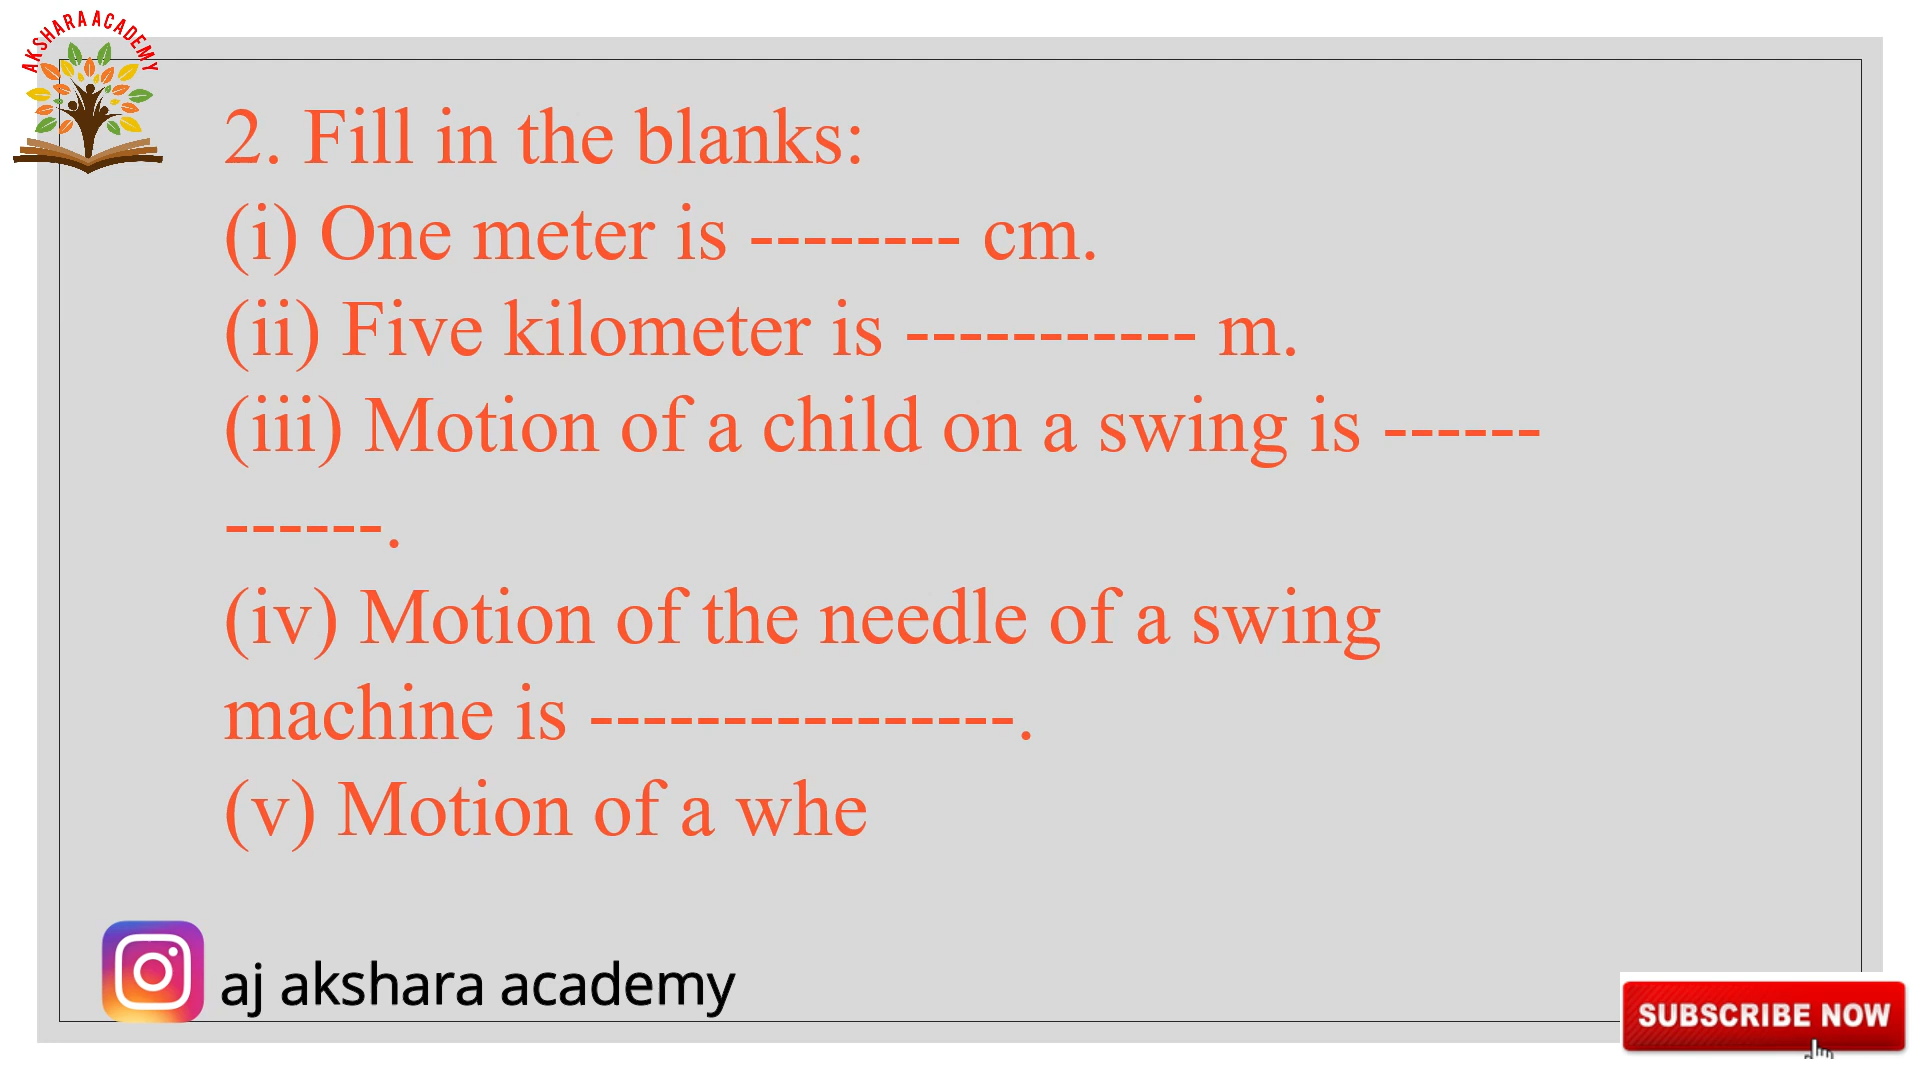 AKSHARA ACADEMY
2. Fill in the blanks:
(i) One meter is -------- cm.
(ii) Five kilometer is ----------- m.
(iii) Motion of a child on a swing is ------
------.
(iv) Motion of the needle of a swing
machine is ----------------.
(v) Motion of a whe
aj akshara academy
SUBSCRIBE NOW